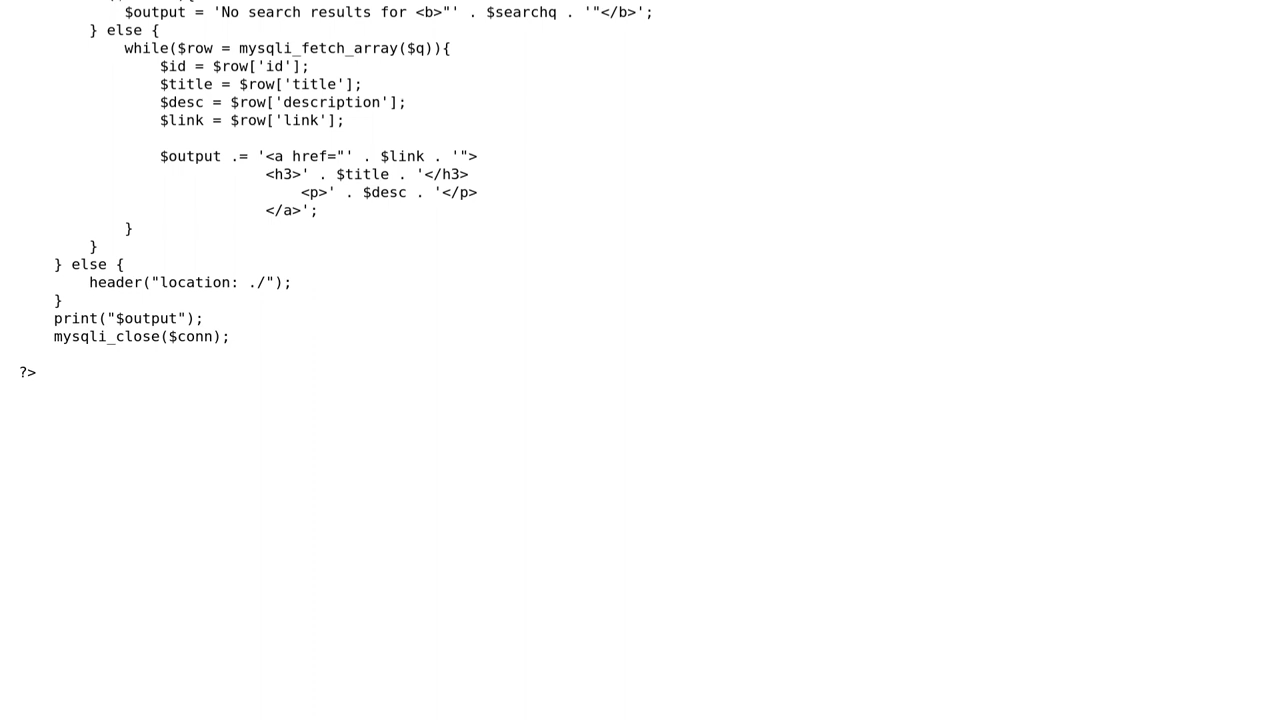 $output = 'No search results for <b>"' . $searchq . '"</b>';
} else {
while($row = mysqli_fetch_array($q)){
$id = $row['id'];
$title = $row['title'];
$desc = $row['description'];
$link = $row['link'];
$output .= '<a href="' . $link . '">
<h3>' . $title . '</h3>
<p>' . $desc . '</p>
</a>';
}
}
} else {
header("location: ./");
}
print("$output");
mysqli_close($conn);
?>